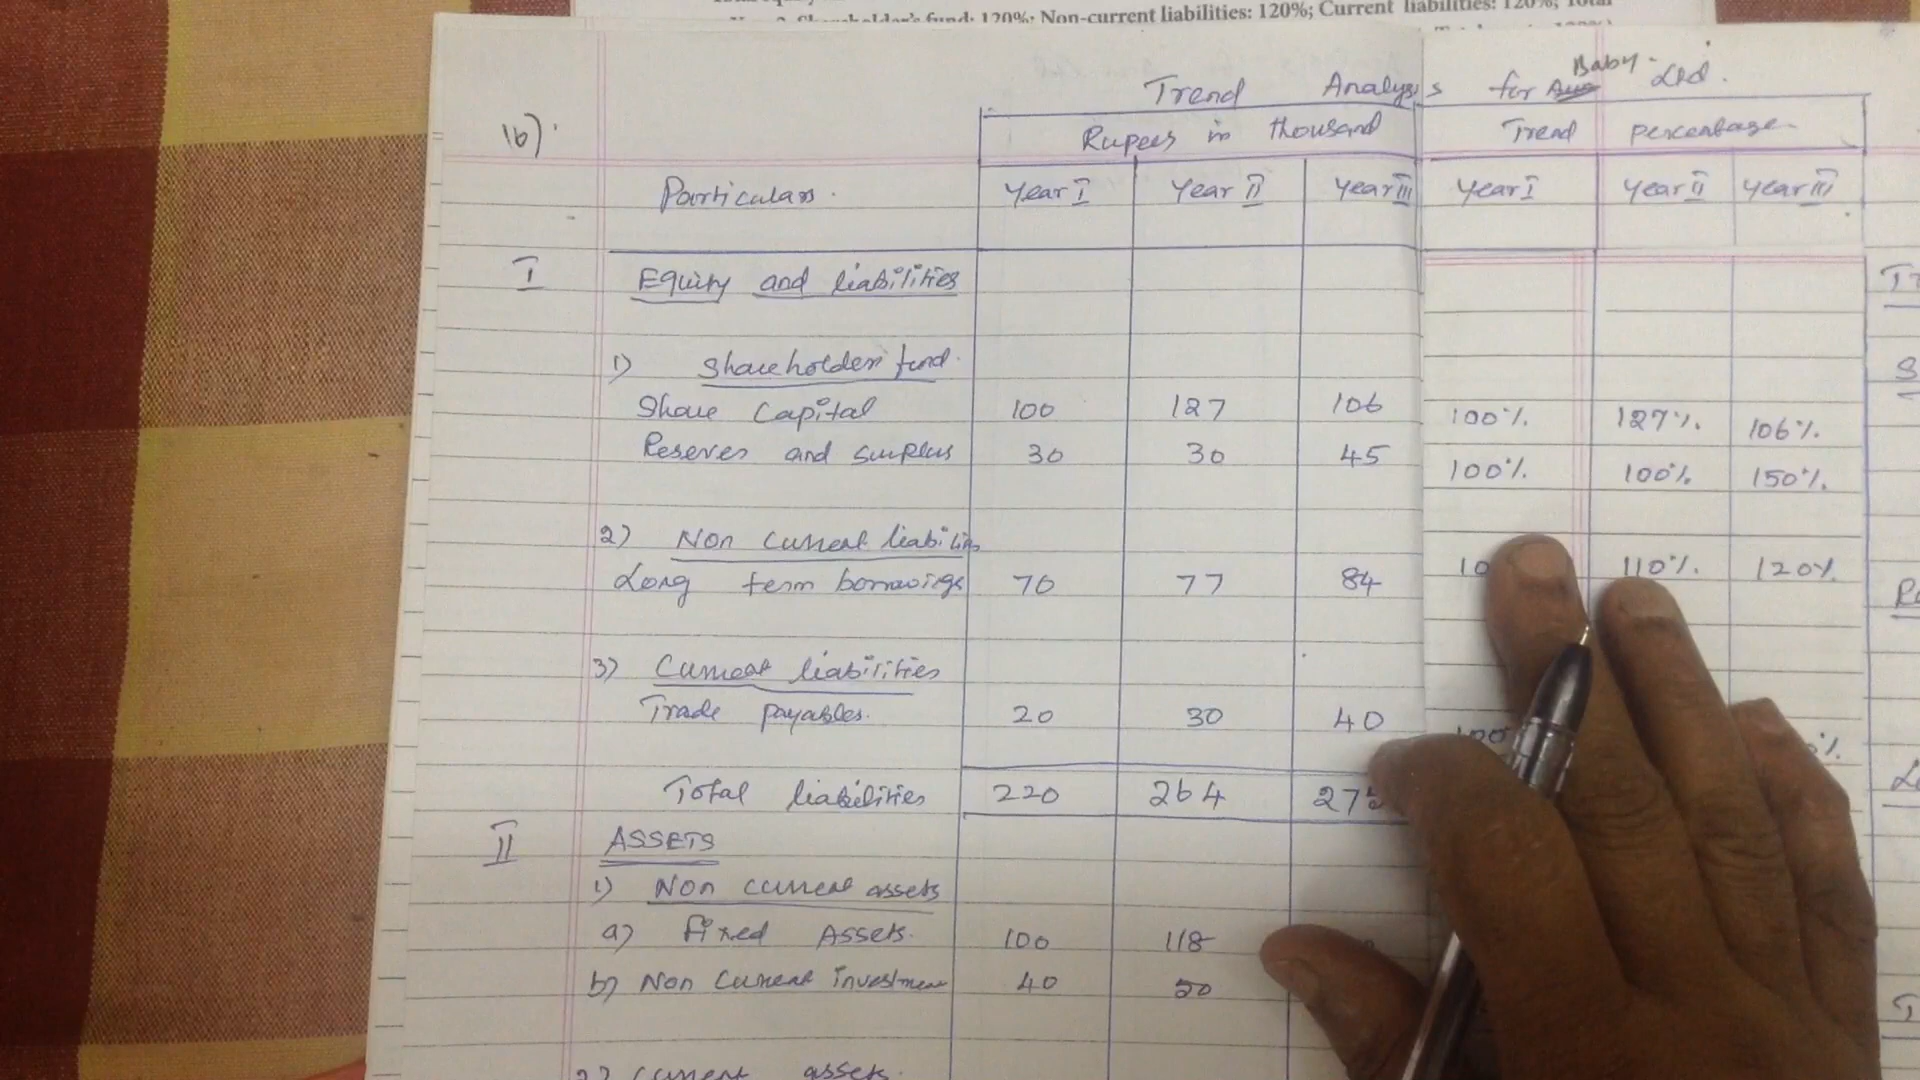 Non-current liabilities: 120%; Current liabilities: 120%; Total
Baby
Trend Analysis for Ltd.
16)
Rupees in thousand Trend percentage
Particulars. Year I Year II Year III Year I Year II Year III
I Equity and liabilities
1) Shareholders fund.
Share Capital 100 127 106 100%. 127%. 106%.
Reserves and surplus 30 30 45 100%. 100%. 150%.
2) Non Current liabilities
Long term borrowings 70 77 84 10 110%. 120%.
3) Current liabilities
Trade payables. 20 30 40 100
Total liabilities 220 264 275
II ASSETS
1) Non current assets
a) Fixed Assets. 100 118
b) Non Current Investment 40 50
2) Current assets.